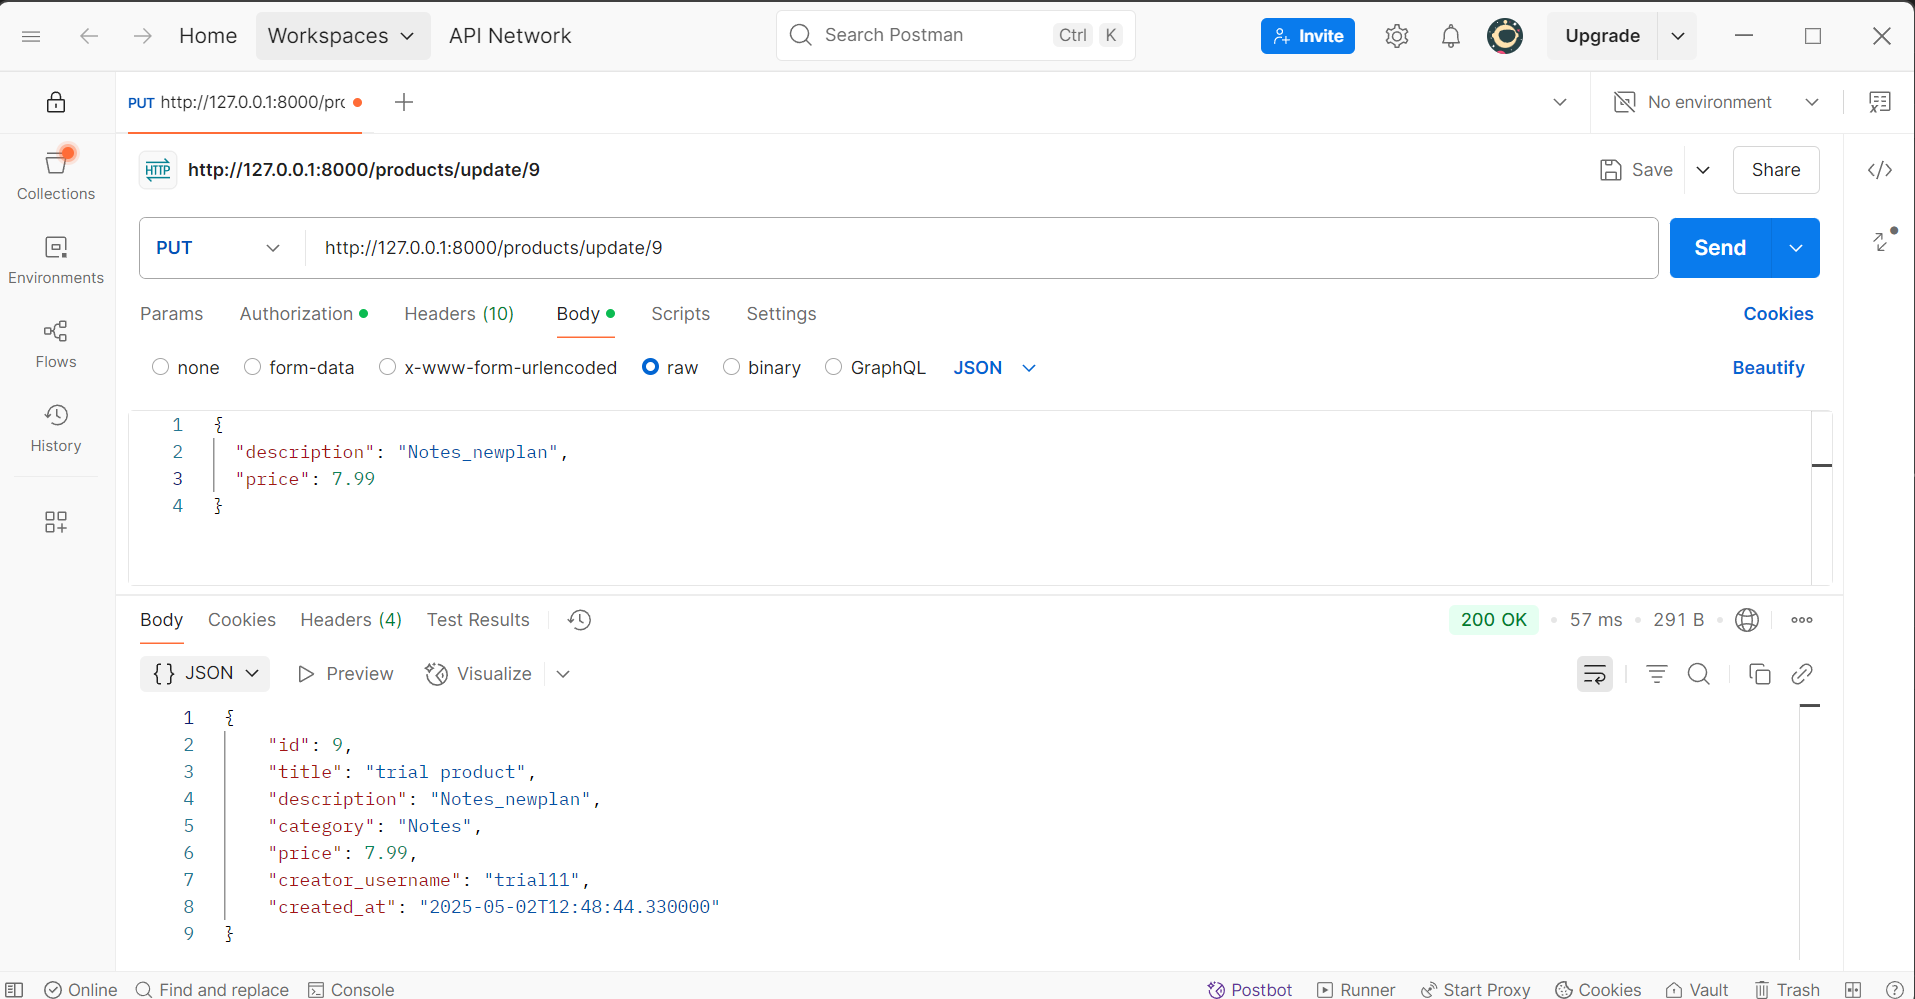 Home Workspaces API Network Search Postman Ctrl K Invite Upgrade
PUT http://127.0.0.1:8000/pro No environment
HTTP http://127.0.0.1:8000/products/update/9 Save Share
Collections
PUT http://127.0.0.1:8000/products/update/9 Send
Environments
Params Authorization Headers (10) Body Scripts Settings Cookies
Flows
none form-data x-www-form-urlencoded raw binary GraphQL JSON Beautify
History
1 {
2 "description": "Notes_newplan",
3 "price": 7.99
4 }
Body Cookies Headers (4) Test Results 200 OK 57 ms 291 B
{} JSON Preview Visualize
1 {
2 "id": 9,
3 "title": "trial product",
4 "description": "Notes_newplan",
5 "category": "Notes",
6 "price": 7.99,
7 "creator_username": "trial11",
8 "created_at": "2025-05-02T12:48:44.330000"
9 }
Online Find and replace Console Postbot Runner Start Proxy Cookies Vault Trash